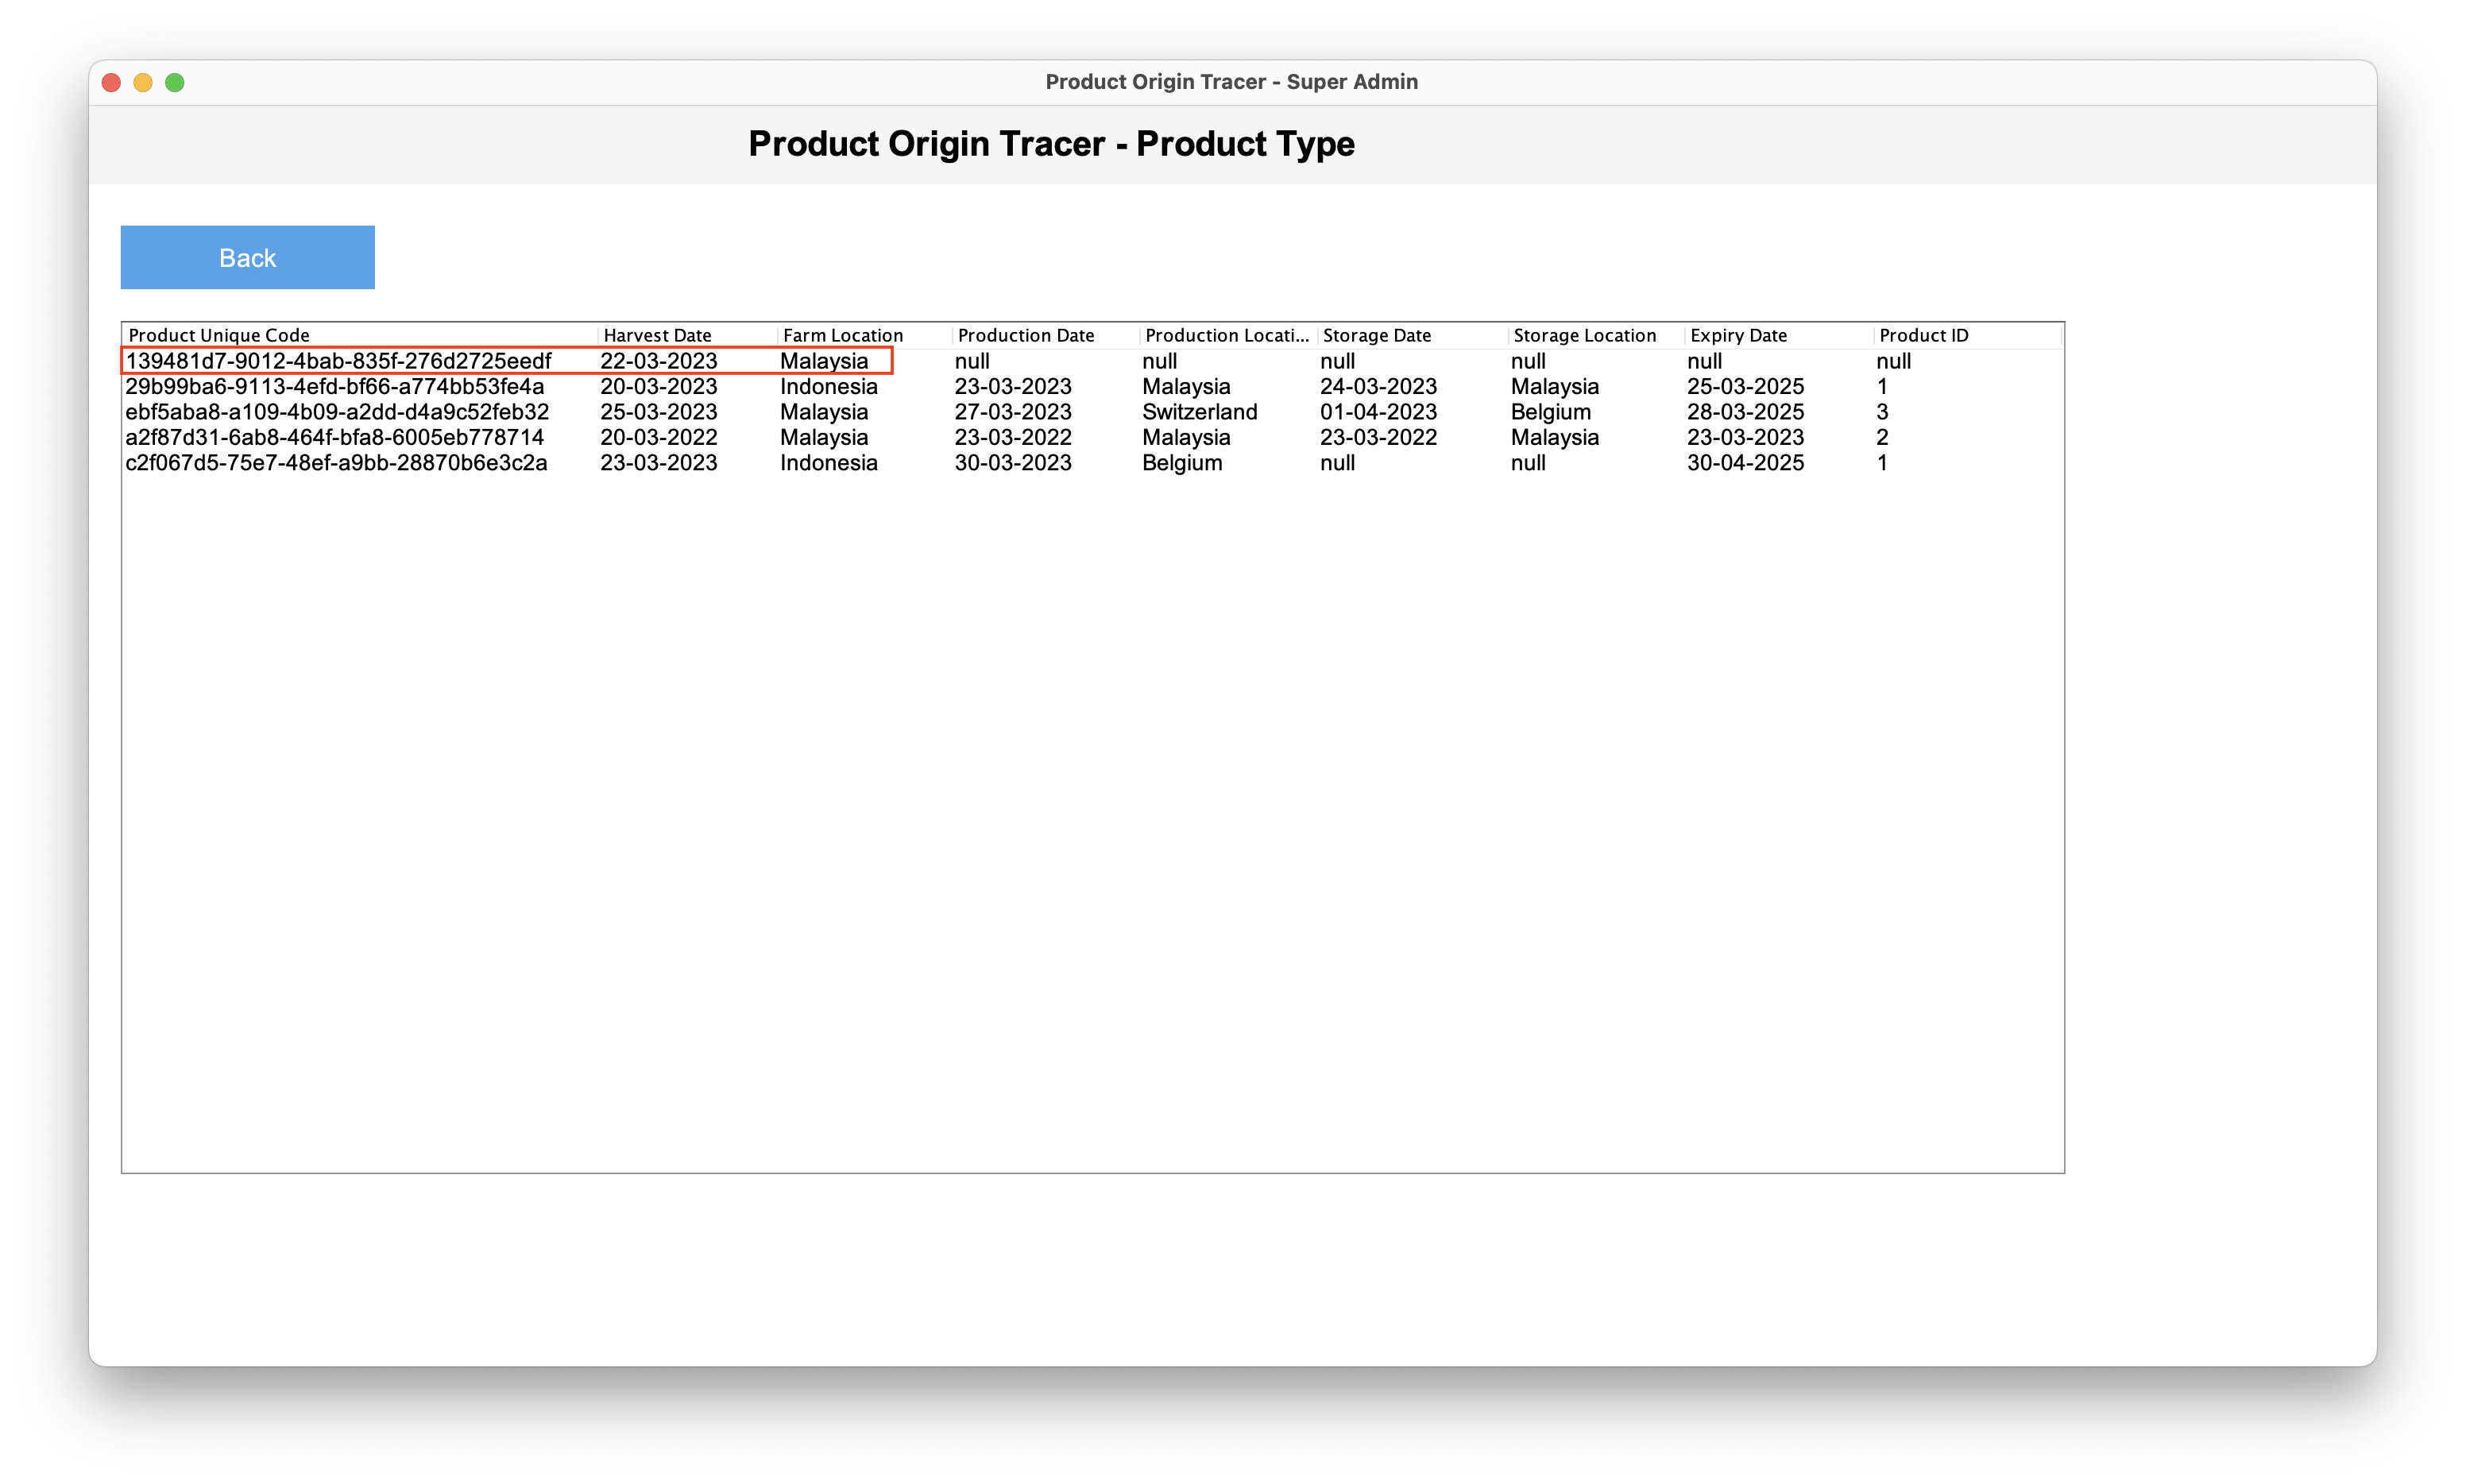 Product Origin Tracer - Super Admin
Product Origin Tracer - Product Type
Back
Product Unique Code Harvest Date Farm Location Production Date Production Locati... Storage Date Storage Location Expiry Date Product ID
139481d7-9012-4bab-835f-276d2725eedf 22-03-2023 Malaysia null null null null null null
29b99ba6-9113-4efd-bf66-a774bb53fe4a 20-03-2023 Indonesia 23-03-2023 Malaysia 24-03-2023 Malaysia 25-03-2025 1
ebf5aba8-a109-4b09-a2dd-d4a9c52feb32 25-03-2023 Malaysia 27-03-2023 Switzerland 01-04-2023 Belgium 28-03-2025 3
a2f87d31-6ab8-464f-bfa8-6005eb778714 20-03-2022 Malaysia 23-03-2022 Malaysia 23-03-2022 Malaysia 23-03-2023 2
c2f067d5-75e7-48ef-a9bb-28870b6e3c2a 23-03-2023 Indonesia 30-03-2023 Belgium null null 30-04-2025 1